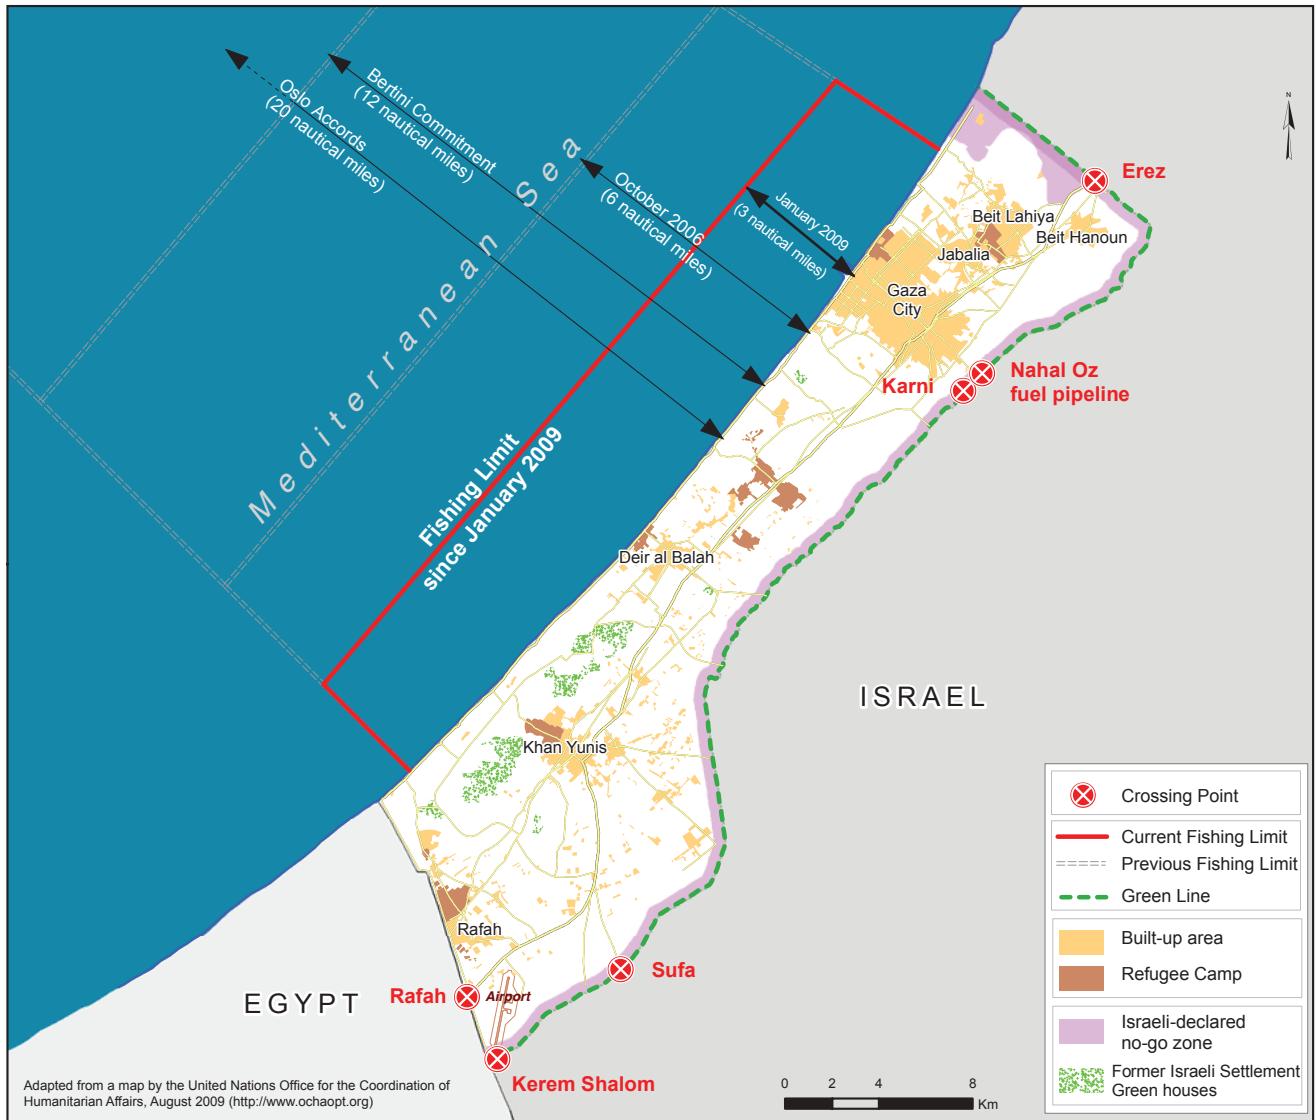 Oslo Accords
(20 nautical miles)
Bertini Commitment
(12 nautical miles)
October 2006
(6 nautical miles)
January 2009
(3 nautical miles)
Mediterranean Sea
Fishing Limit
since January 2009
N
Erez
Beit Lahiya
Beit Hanoun
Jabalia
Gaza
City
Karni
Nahal Oz
fuel pipeline
Deir al Balah
ISRAEL
Khan Yunis
Rafah
Sufa
EGYPT
Rafah
Airport
Kerem Shalom
Crossing Point
Current Fishing Limit
Previous Fishing Limit
Green Line
Built-up area
Refugee Camp
Israeli-declared
no-go zone
Former Israeli Settlement
Green houses
Adapted from a map by the United Nations Office for the Coordination of
Humanitarian Affairs, August 2009 (http://www.ochaopt.org)
0 2 4 8
Km